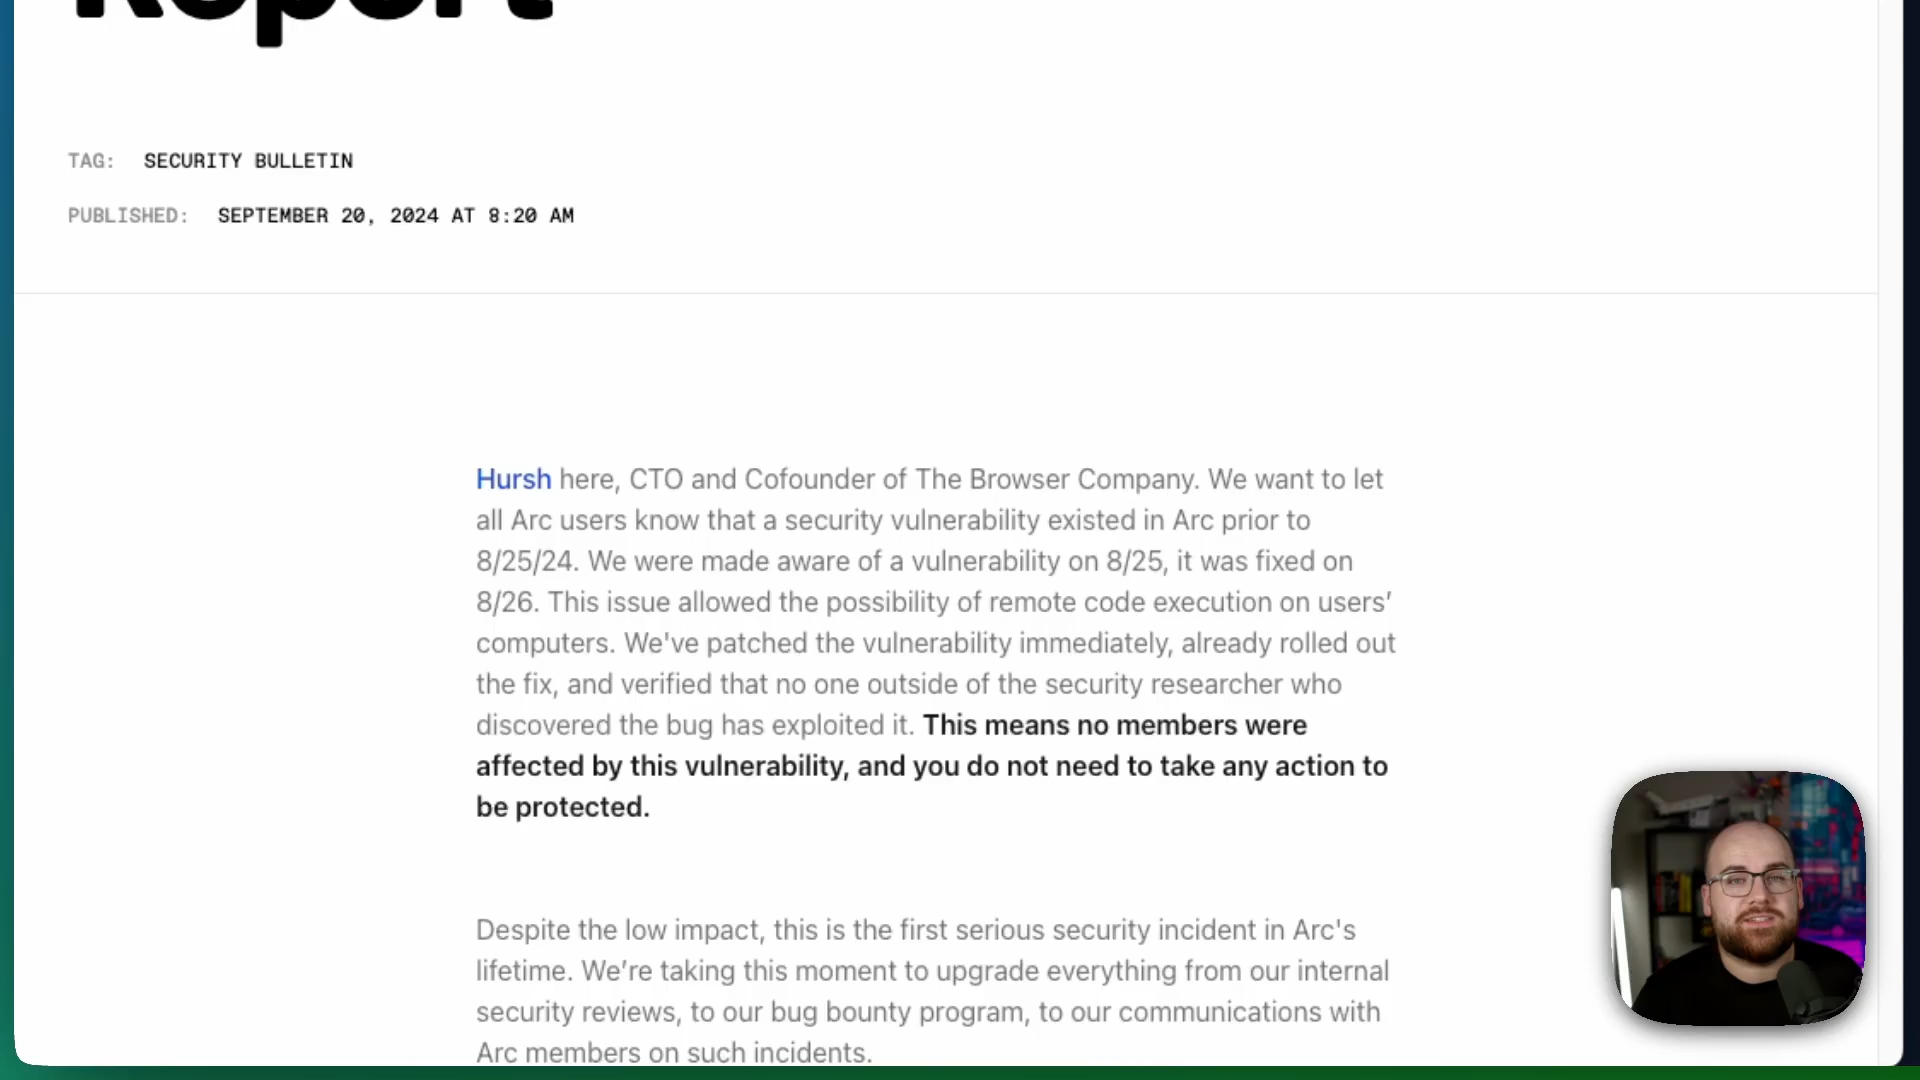 Report
TAG: SECURITY BULLETIN
PUBLISHED: SEPTEMBER 20, 2024 AT 8:20 AM
Hursh here, CTO and Cofounder of The Browser Company. We want to let
all Arc users know that a security vulnerability existed in Arc prior to
8/25/24. We were made aware of a vulnerability on 8/25, it was fixed on
8/26. This issue allowed the possibility of remote code execution on users’
computers. We've patched the vulnerability immediately, already rolled out
the fix, and verified that no one outside of the security researcher who
discovered the bug has exploited it. This means no members were
affected by this vulnerability, and you do not need to take any action to
be protected.
Despite the low impact, this is the first serious security incident in Arc's
lifetime. We’re taking this moment to upgrade everything from our internal
security reviews, to our bug bounty program, to our communications with
Arc members on such incidents.